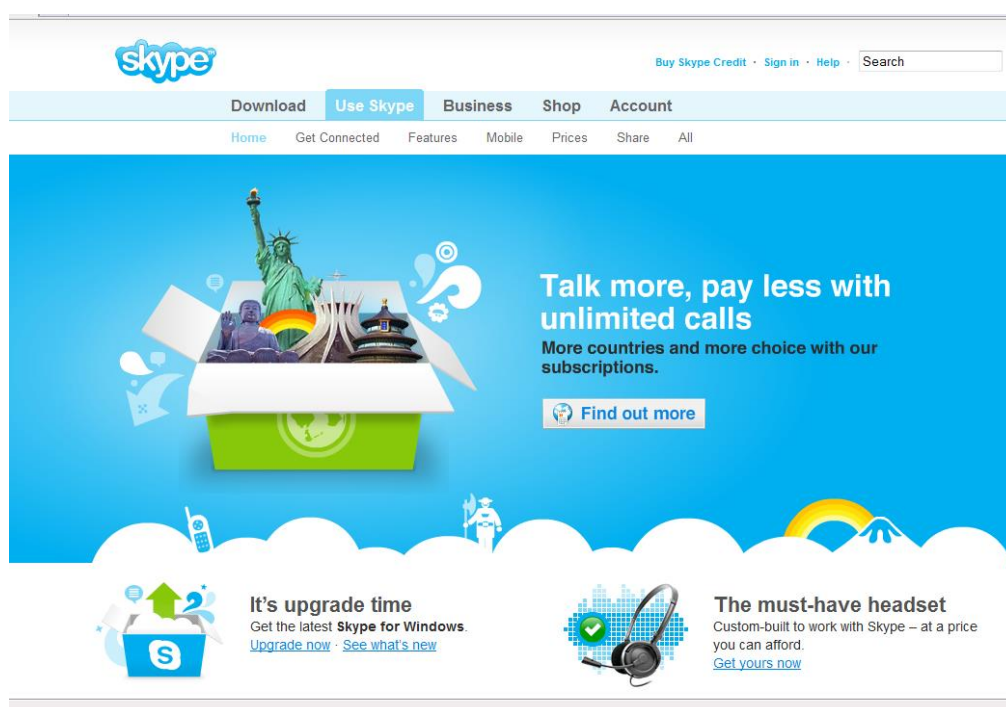 skype
Buy Skype Credit · Sign in · Help · Search
Download Use Skype Business Shop Account
Home Get Connected Features Mobile Prices Share All
Talk more, pay less with
unlimited calls
More countries and more choice with our
subscriptions.
Find out more
It's upgrade time
Get the latest Skype for Windows.
Upgrade now · See what's new
The must-have headset
Custom-built to work with Skype – at a price
you can afford.
Get yours now